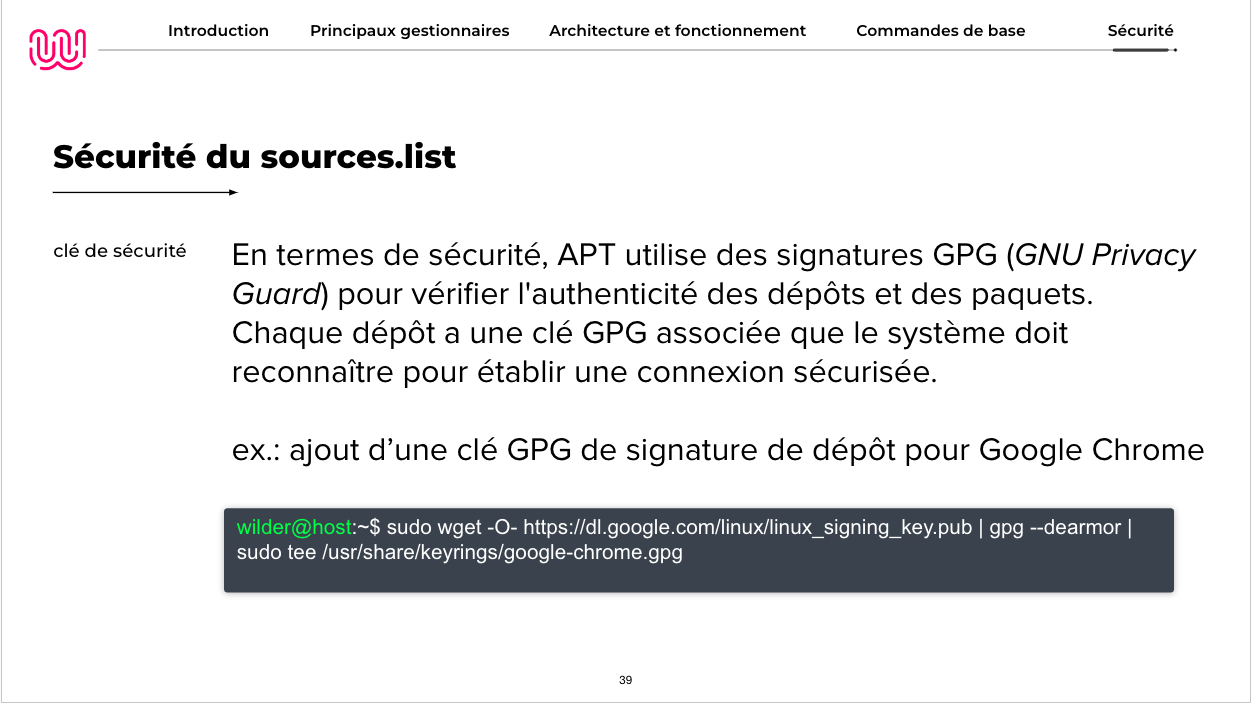 Introduction Principaux gestionnaires Architecture et fonctionnement Commandes de base Sécurité
Sécurité du sources.list
clé de sécurité
En termes de sécurité, APT utilise des signatures GPG (GNU Privacy
Guard) pour vérifier l'authenticité des dépôts et des paquets.
Chaque dépôt a une clé GPG associée que le système doit
reconnaître pour établir une connexion sécurisée.
ex.: ajout d’une clé GPG de signature de dépôt pour Google Chrome
wilder@host:~$ sudo wget -O- https://dl.google.com/linux/linux_signing_key.pub | gpg --dearmor |
sudo tee /usr/share/keyrings/google-chrome.gpg
39